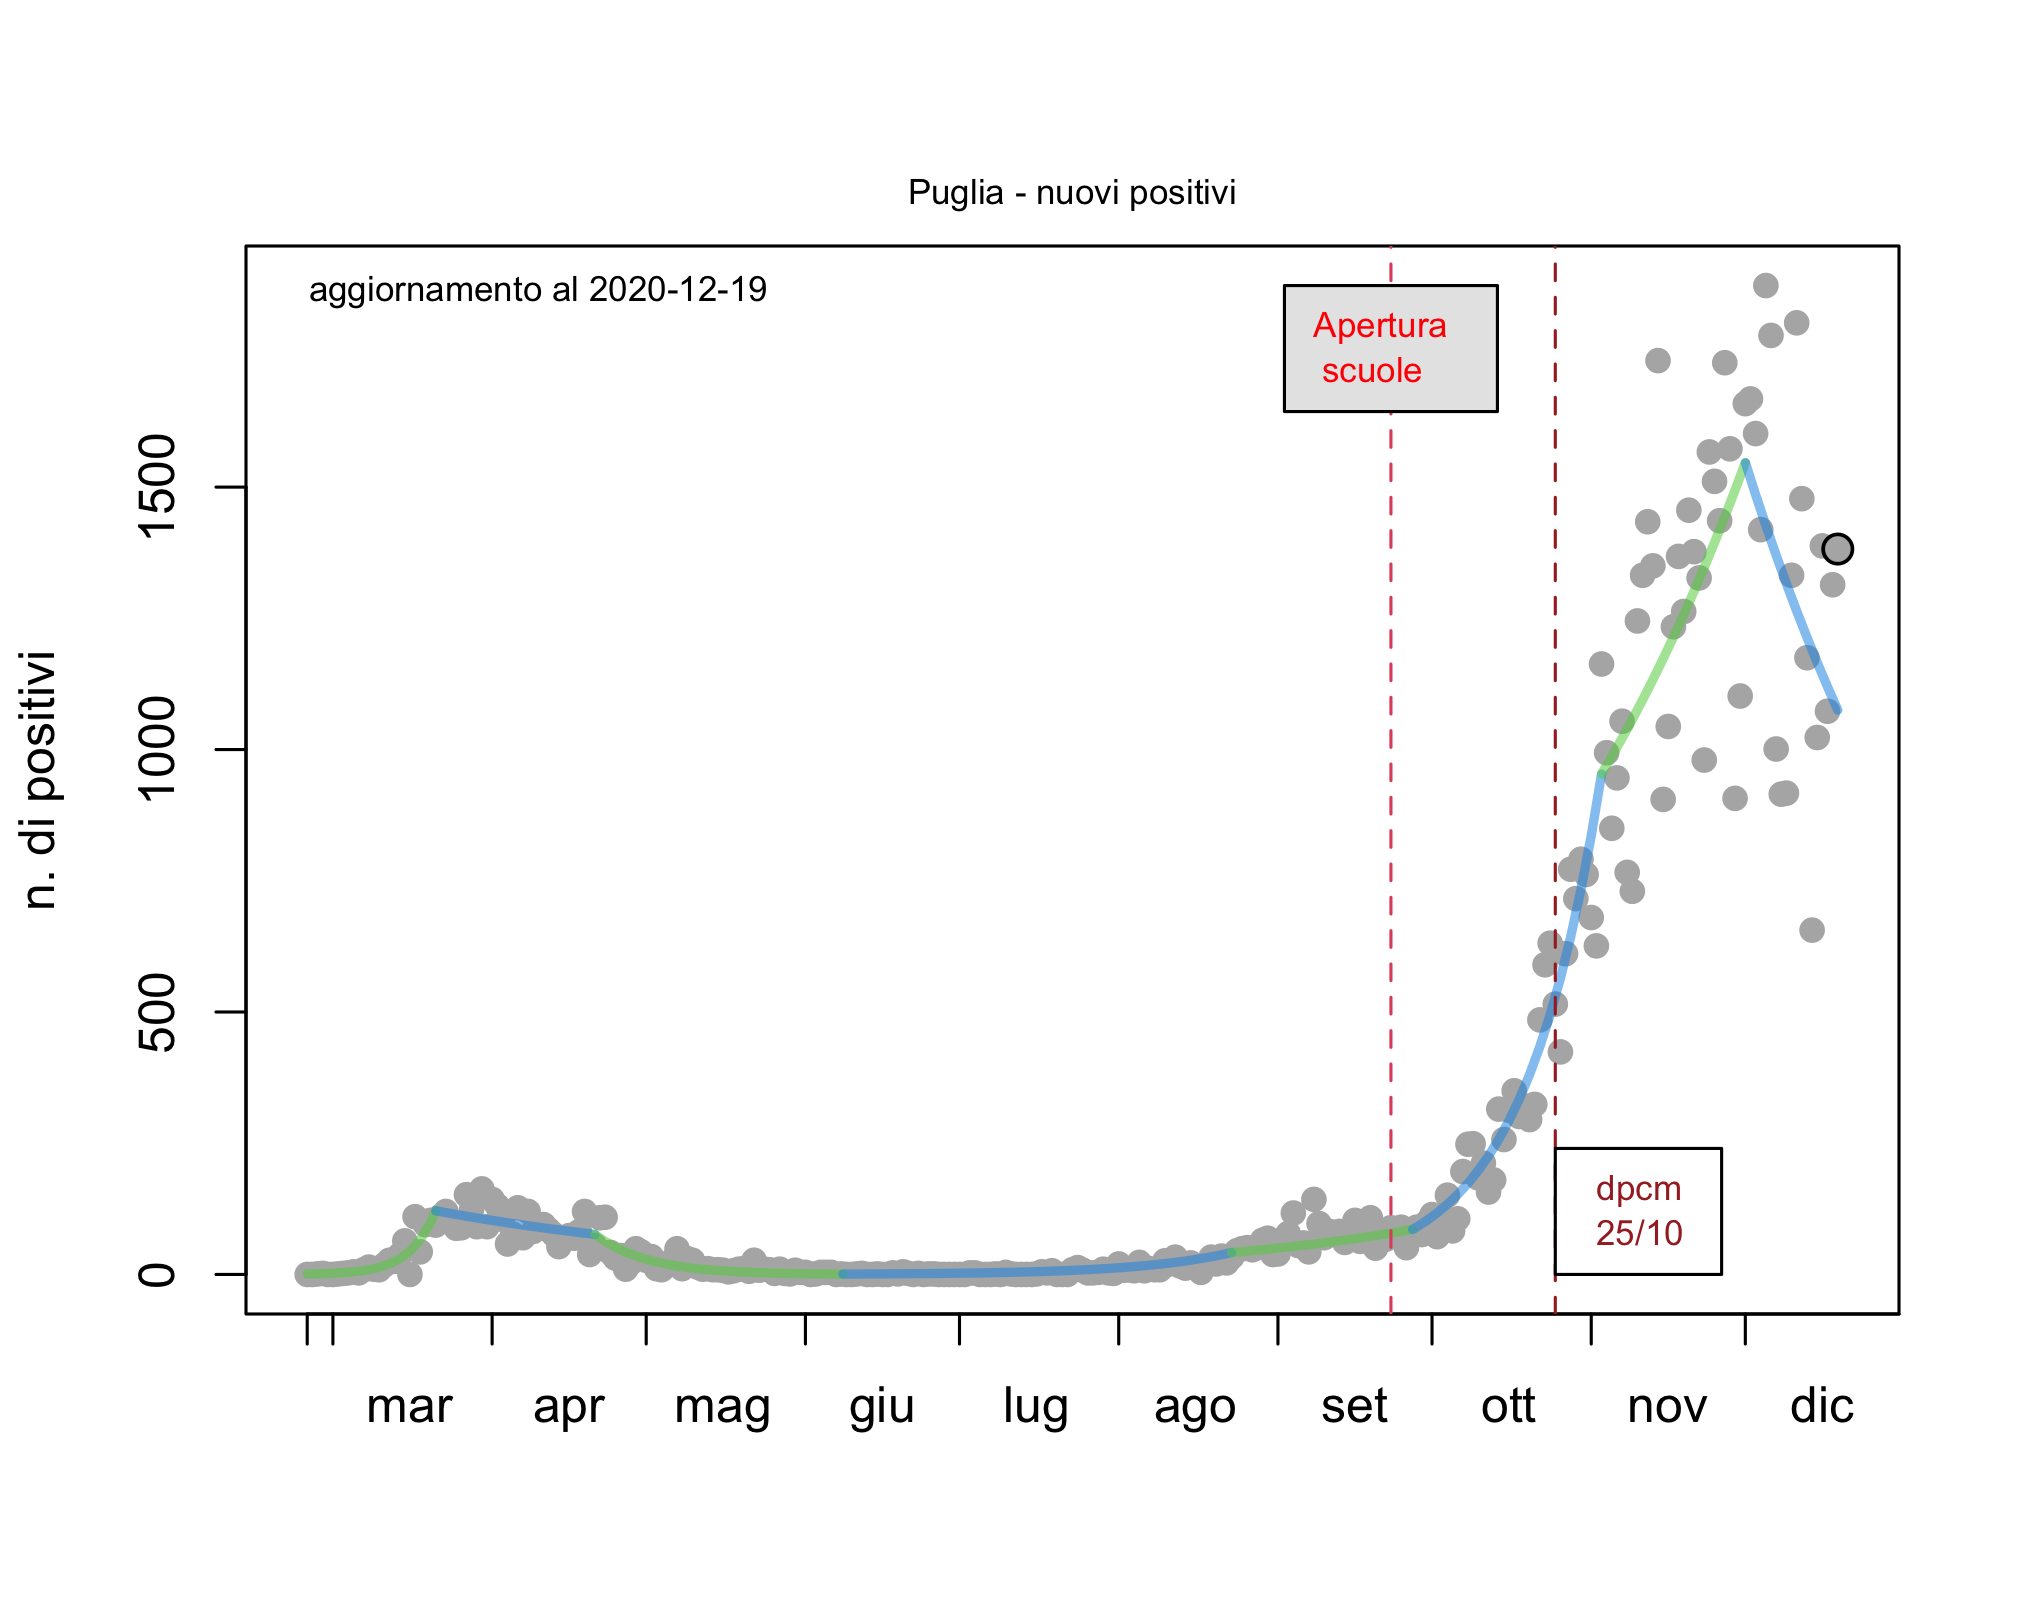 Puglia - nuovi positivi
aggiornamento al 2020-12-19
Apertura
scuole
n. di positivi
1500
1000
500
0
dpcm
25/10
mar apr mag giu lug ago set ott nov dic